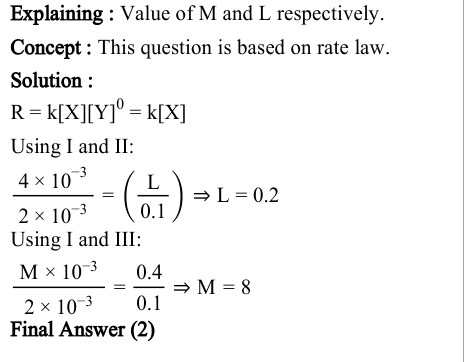 Explaining : Value of M and L respectively.
Concept : This question is based on rate law.
Solution :
R = k[X][Y]⁰ = k[X]
Using I and II:
4 × 10⁻³ / 2 × 10⁻³ = (L / 0.1) ⇒ L = 0.2
Using I and III:
M × 10⁻³ / 2 × 10⁻³ = 0.4 / 0.1 ⇒ M = 8
Final Answer (2)